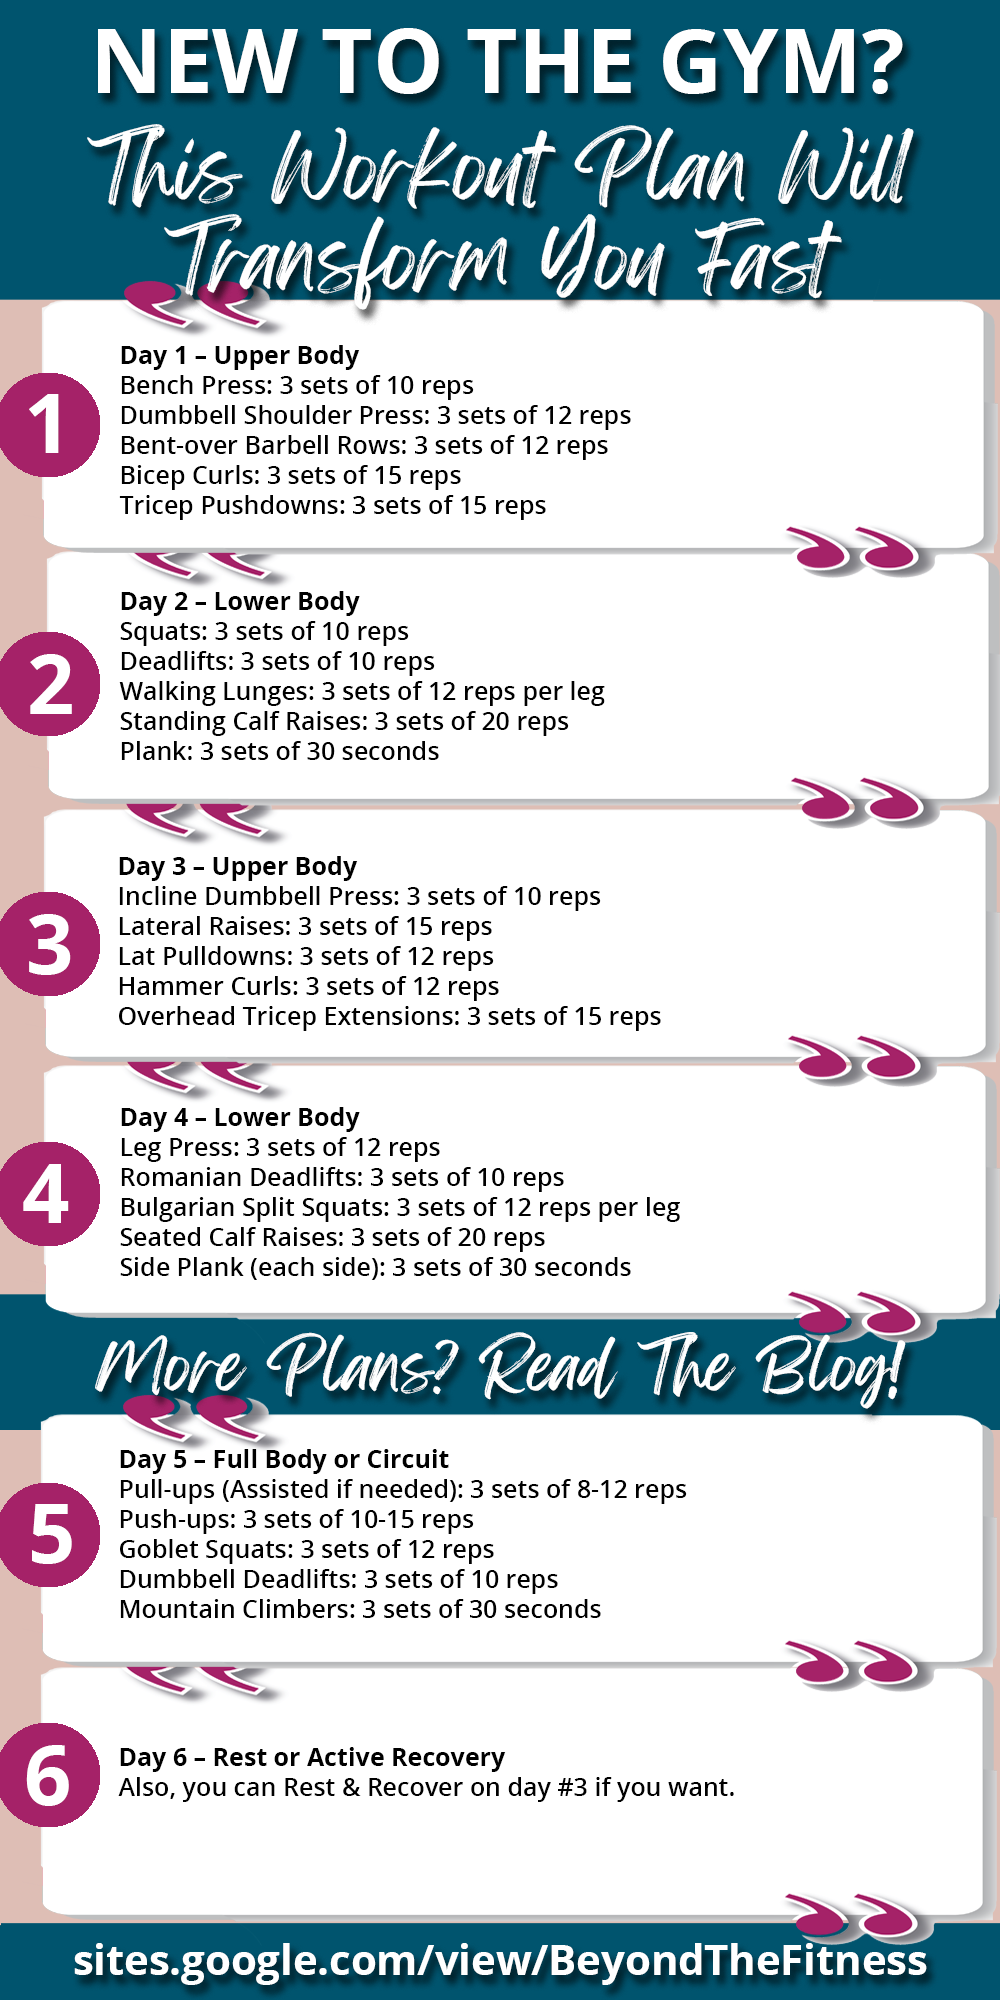 NEW TO THE GYM?
This Workout Plan Will
Transform You Fast
1
Day 1 – Upper Body
Bench Press: 3 sets of 10 reps
Dumbbell Shoulder Press: 3 sets of 12 reps
Bent-over Barbell Rows: 3 sets of 12 reps
Bicep Curls: 3 sets of 15 reps
Tricep Pushdowns: 3 sets of 15 reps
2
Day 2 – Lower Body
Squats: 3 sets of 10 reps
Deadlifts: 3 sets of 10 reps
Walking Lunges: 3 sets of 12 reps per leg
Standing Calf Raises: 3 sets of 20 reps
Plank: 3 sets of 30 seconds
3
Day 3 – Upper Body
Incline Dumbbell Press: 3 sets of 10 reps
Lateral Raises: 3 sets of 15 reps
Lat Pulldowns: 3 sets of 12 reps
Hammer Curls: 3 sets of 12 reps
Overhead Tricep Extensions: 3 sets of 15 reps
4
Day 4 – Lower Body
Leg Press: 3 sets of 12 reps
Romanian Deadlifts: 3 sets of 10 reps
Bulgarian Split Squats: 3 sets of 12 reps per leg
Seated Calf Raises: 3 sets of 20 reps
Side Plank (each side): 3 sets of 30 seconds
More Plans? Read The Blog!
5
Day 5 – Full Body or Circuit
Pull-ups (Assisted if needed): 3 sets of 8-12 reps
Push-ups: 3 sets of 10-15 reps
Goblet Squats: 3 sets of 12 reps
Dumbbell Deadlifts: 3 sets of 10 reps
Mountain Climbers: 3 sets of 30 seconds
6
Day 6 – Rest or Active Recovery
Also, you can Rest & Recover on day #3 if you want.
sites.google.com/view/BeyondTheFitness